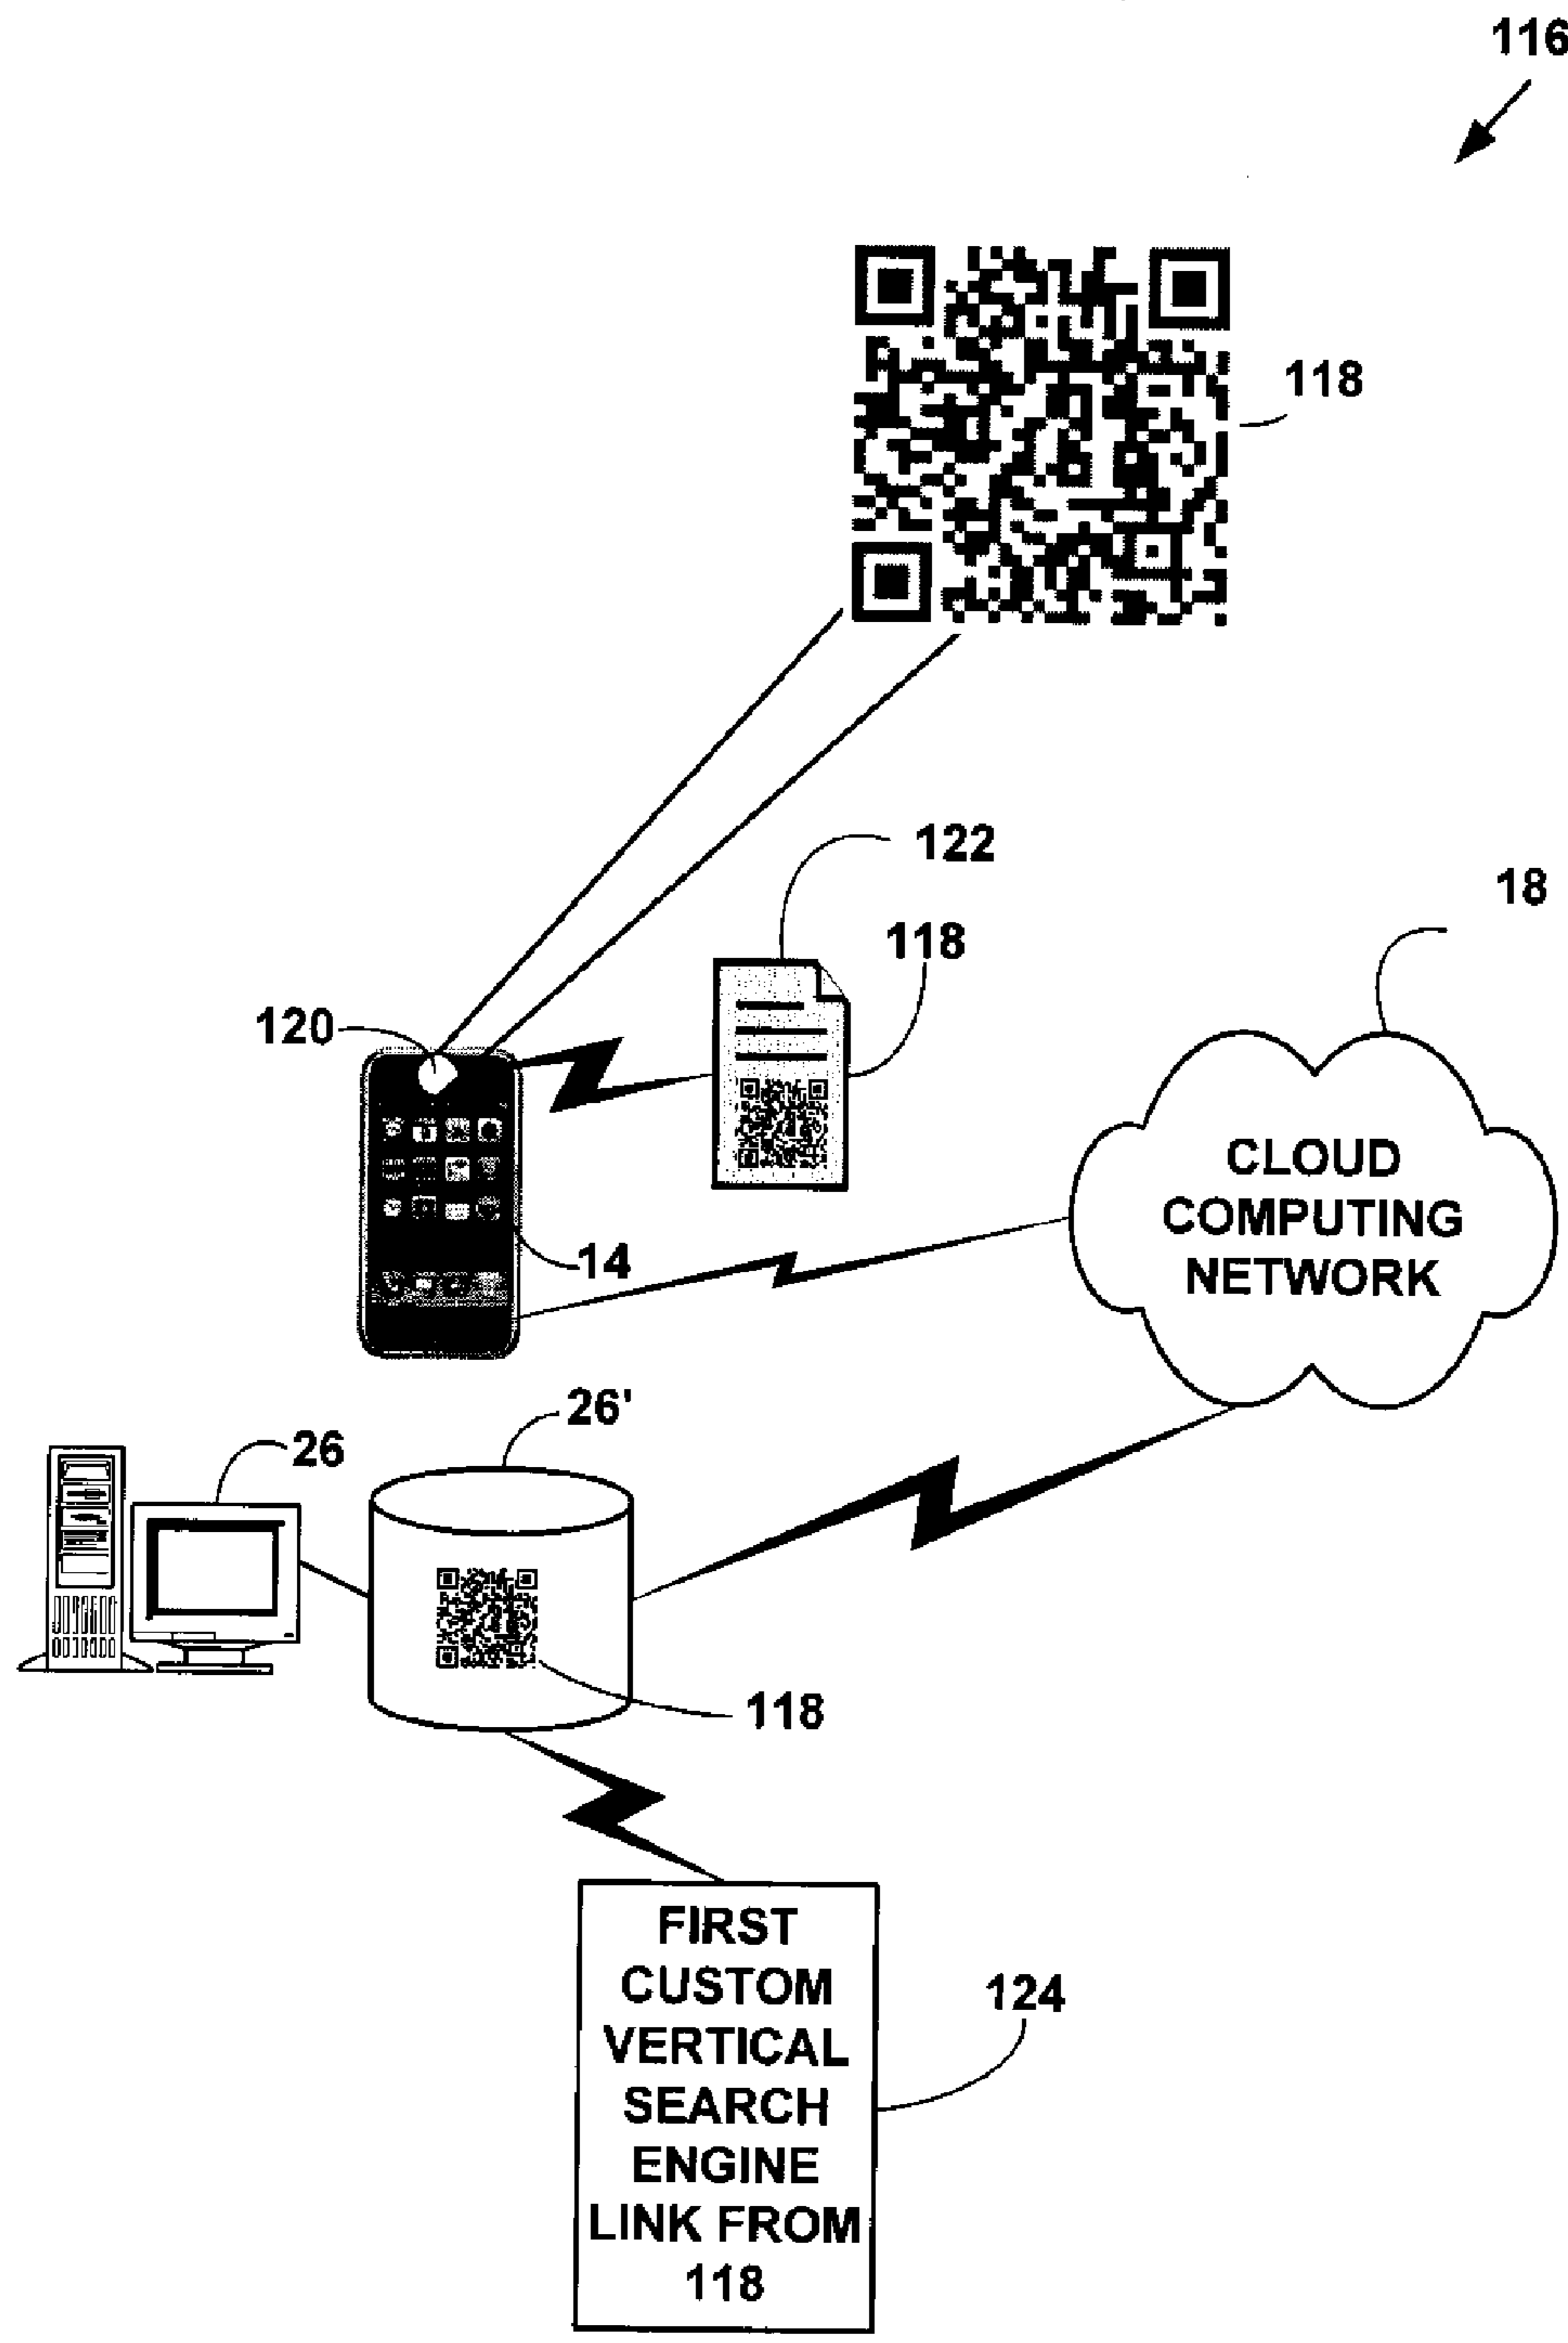 116
118
122
18
118
120
CLOUD
COMPUTING
NETWORK
14
26'
26
118
FIRST
CUSTOM
VERTICAL
SEARCH
ENGINE
LINK FROM
118
124